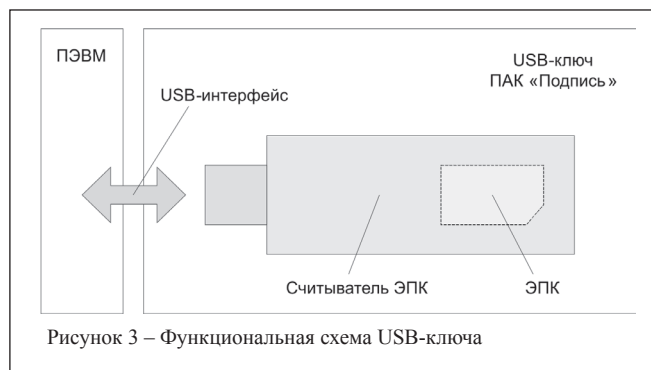 ПЭВМ
USB-ключ
ПАК «Подпись»
USB-интерфейс
Считыватель ЭПК
ЭПК
Рисунок 3 – Функциональная схема USB-ключа